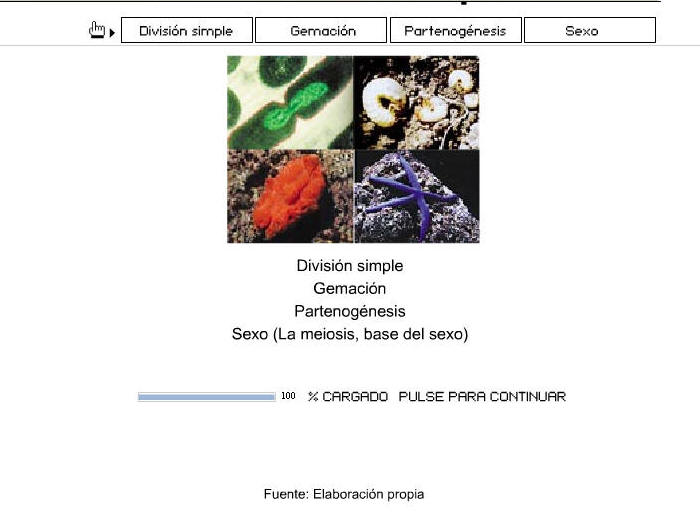 División simple
Gemación
Partenogénesis
Sexo
División simple
Gemación
Partenogénesis
Sexo (La meiosis, base del sexo)
100 % CARGADO PULSE PARA CONTINUAR
Fuente: Elaboración propia